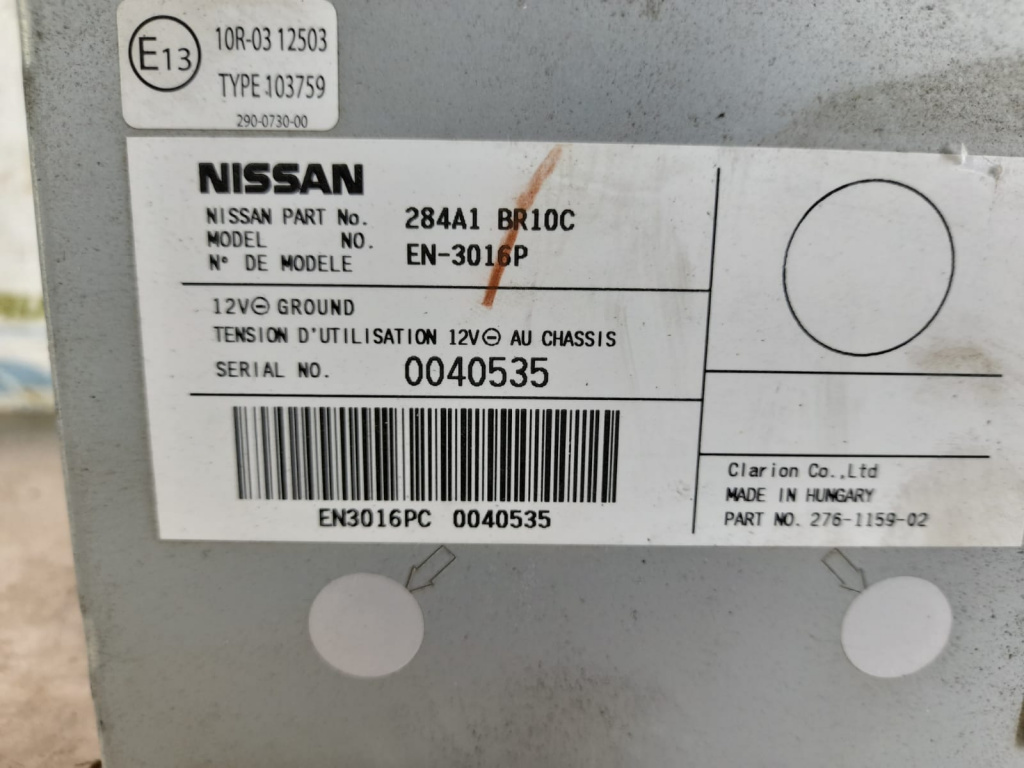 E13
10R-03 12503
TYPE 103759
290-0730-00
NISSAN
NISSAN PART No. 284A1 BR10C
MODEL NO. EN-3016P
N° DE MODELE
12V⊖ GROUND
TENSION D'UTILISATION 12V⊖ AU CHASSIS
SERIAL NO. 0040535
EN3016PC 0040535
Clarion Co.,Ltd
MADE IN HUNGARY
PART NO. 276-1159-02